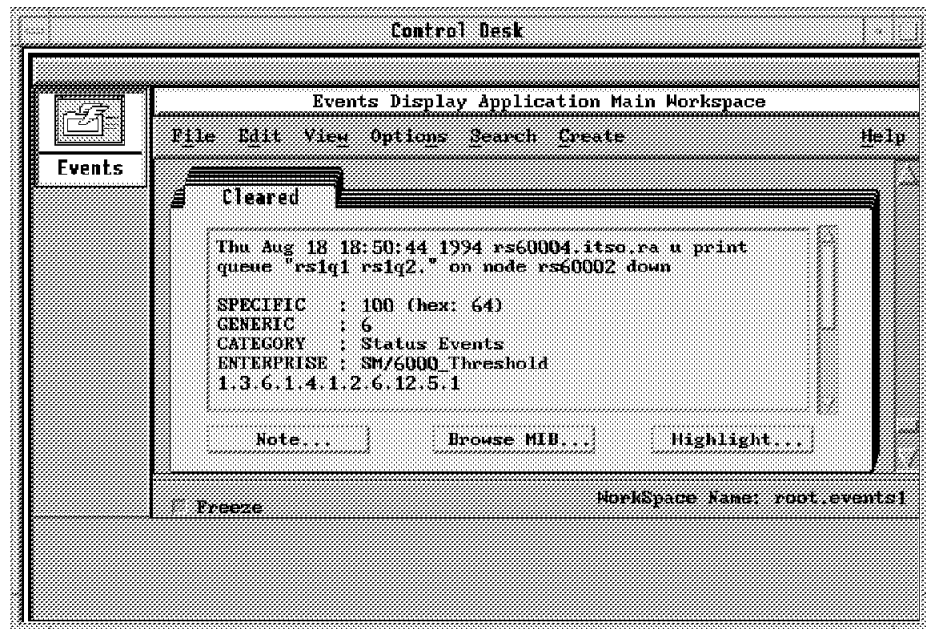 Control Desk
Events Display Application Main Workspace
File Edit View Options Search Create Help
Events
Cleared
Thu Aug 18 18:50:44 1994 rs60004.itso.ra u print
queue "rs1q1 rs1q2." on node rs60002 down
SPECIFIC : 100 (hex: 64)
GENERIC : 6
CATEGORY : Status Events
ENTERPRISE : SM/6000_Threshold
1.3.6.1.4.1.2.6.12.5.1
Note... Browse MIB... Highlight...
Freeze WorkSpace Name: root.events1